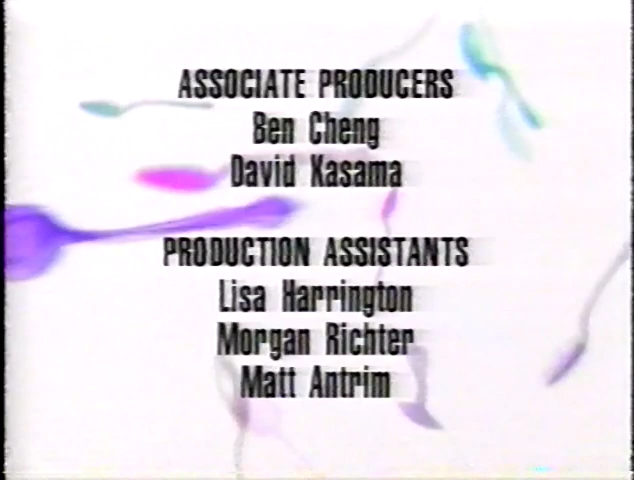 ASSOCIATE PRODUCERS
Ben Cheng
David Kasama
PRODUCTION ASSISTANTS
Lisa Harrington
Morgan Richter
Matt Antrim